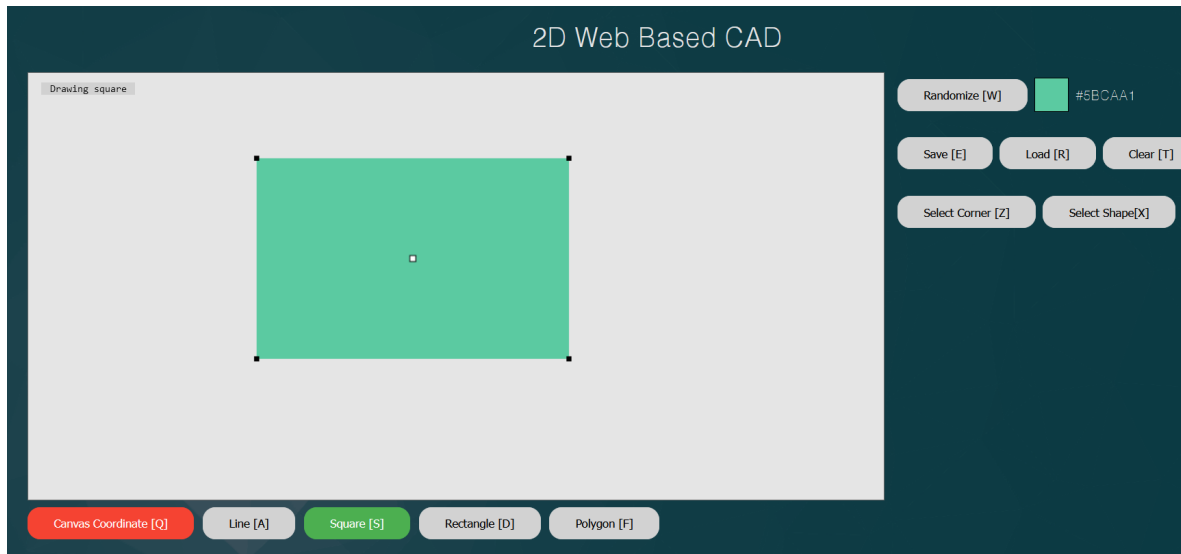 2D Web Based CAD
Drawing square
Randomize [W]
#5BCAA1
Save [E]
Load [R]
Clear [T]
Select Corner [Z]
Select Shape[X]
Canvas Coordinate [Q]
Line [A]
Square [S]
Rectangle [D]
Polygon [F]